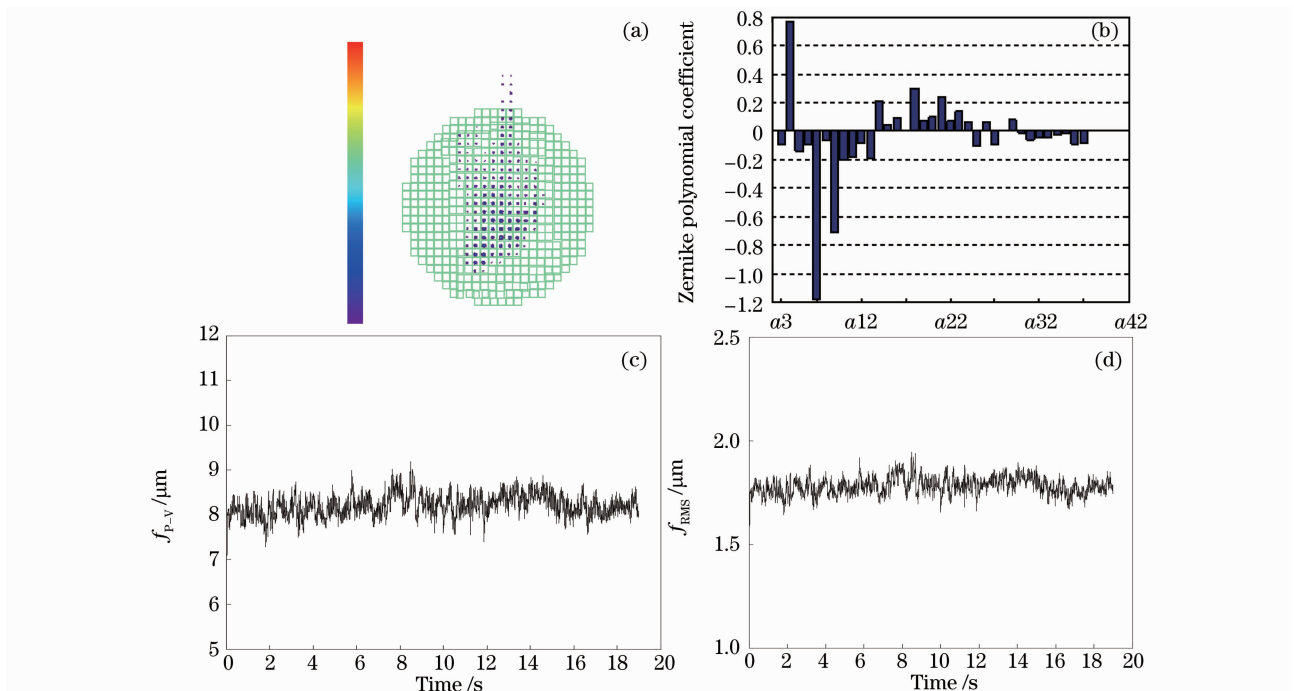 (a)
(b)
Zernike polynomial coefficient
0.8
0.6
0.4
0.2
0
−0.2
−0.4
−0.6
−0.8
−1.0
−1.2
a3 a12 a22 a32 a42
(c)
f_P−V /μm
12
11
10
9
8
7
6
5
0 2 4 6 8 10 12 14 16 18 20
Time /s
(d)
f_RMS /μm
2.5
2.0
1.5
1.0
0 2 4 6 8 10 12 14 16 18 20
Time /s